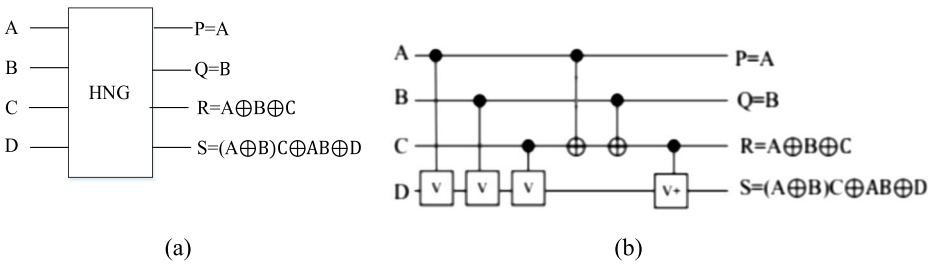 A P=A
B Q=B
HNG
C R=A⊕B⊕C
D S=(A⊕B)C⊕AB⊕D
(a)
A P=A
B Q=B
C R=A⊕B⊕C
D V V V V+ S=(A⊕B)C⊕AB⊕D
(b)